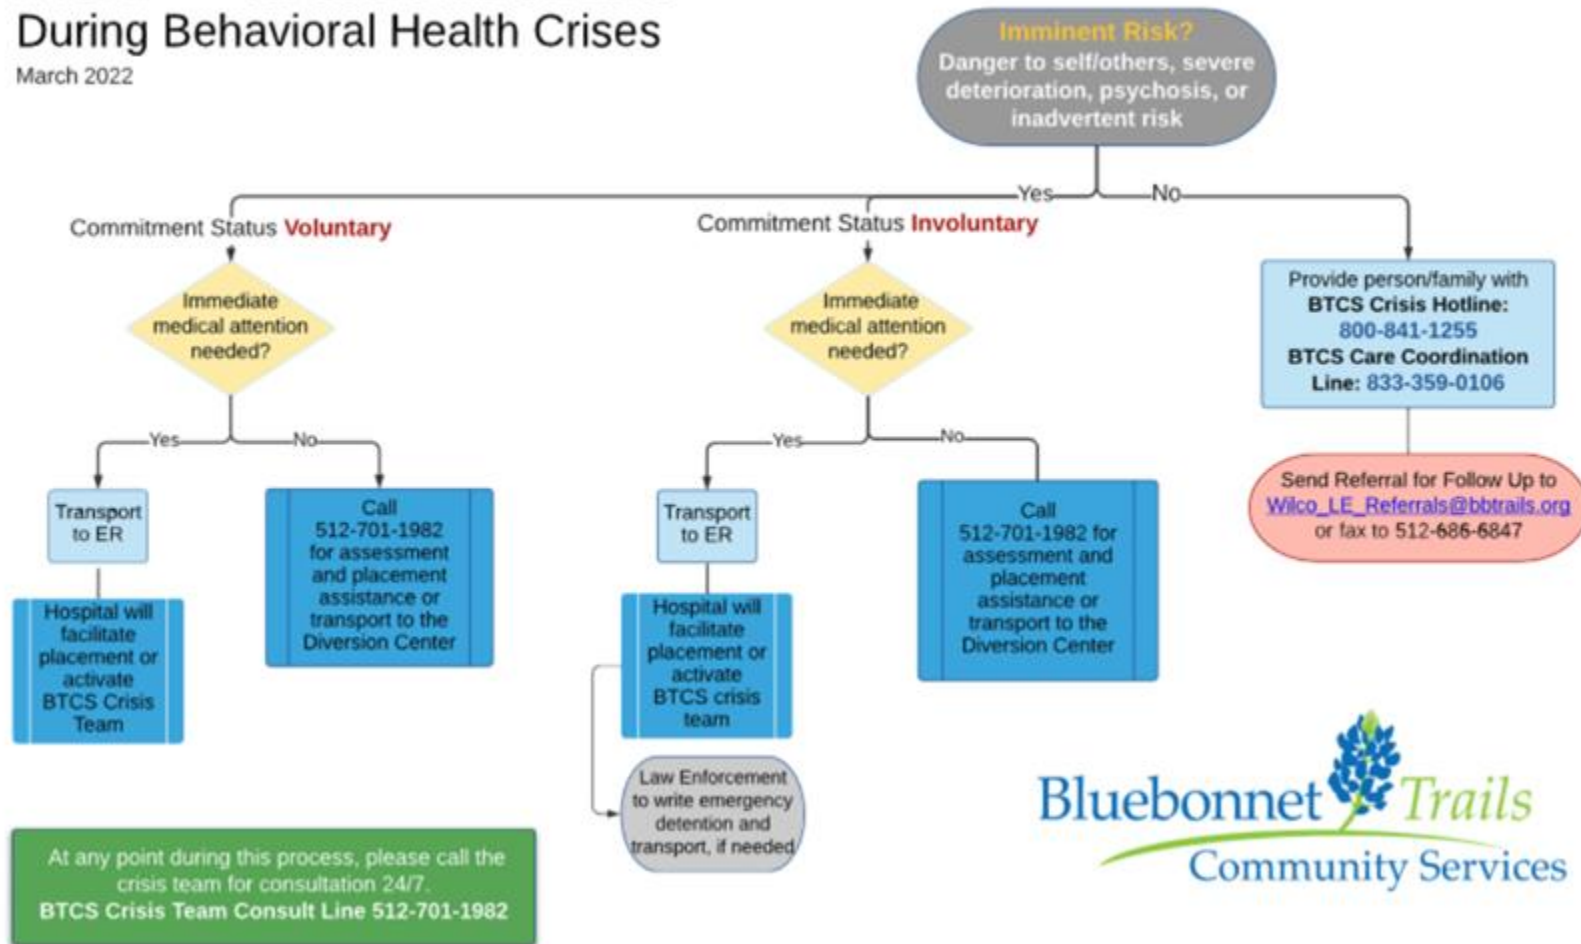 During Behavioral Health Crises
March 2022
Imminent Risk?
Danger to self/others, severe
deterioration, psychosis, or
inadvertent risk
Yes
No
Commitment Status Voluntary
Commitment Status Involuntary
Immediate
medical attention
needed?
Immediate
medical attention
needed?
Provide person/family with
BTCS Crisis Hotline:
800-841-1255
BTCS Care Coordination
Line: 833-359-0106
Yes
No
Yes
No
Transport
to ER
Call
512-701-1982
for assessment
and placement
assistance or
transport to the
Diversion Center
Transport
to ER
Call
512-701-1982 for
assessment and
placement
assistance or
transport to the
Diversion Center
Send Referral for Follow Up to
Wilco_LE_Referrals@bbtrails.org
or fax to 512-686-6847
Hospital will
facilitate
placement or
activate
BTCS Crisis
Team
Hospital will
facilitate
placement or
activate
BTCS crisis
team
Law Enforcement
to write emergency
detention and
transport, if needed
At any point during this process, please call the
crisis team for consultation 24/7.
BTCS Crisis Team Consult Line 512-701-1982
Bluebonnet Trails
Community Services